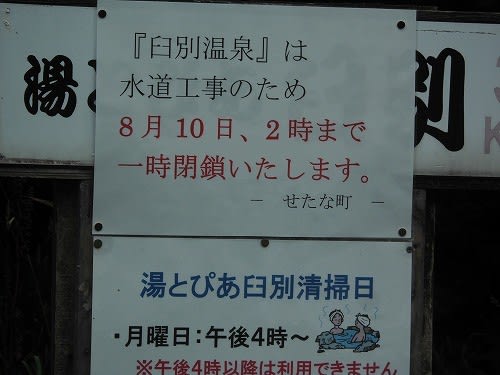 『臼別温泉』は
水道工事のため
8月10日、2時まで
一時閉鎖いたします。
－ せたな町 －
湯と
別
K
湯とぴあ臼別清掃日
・月曜日:午後4時～
※午後4時以降は利用できません